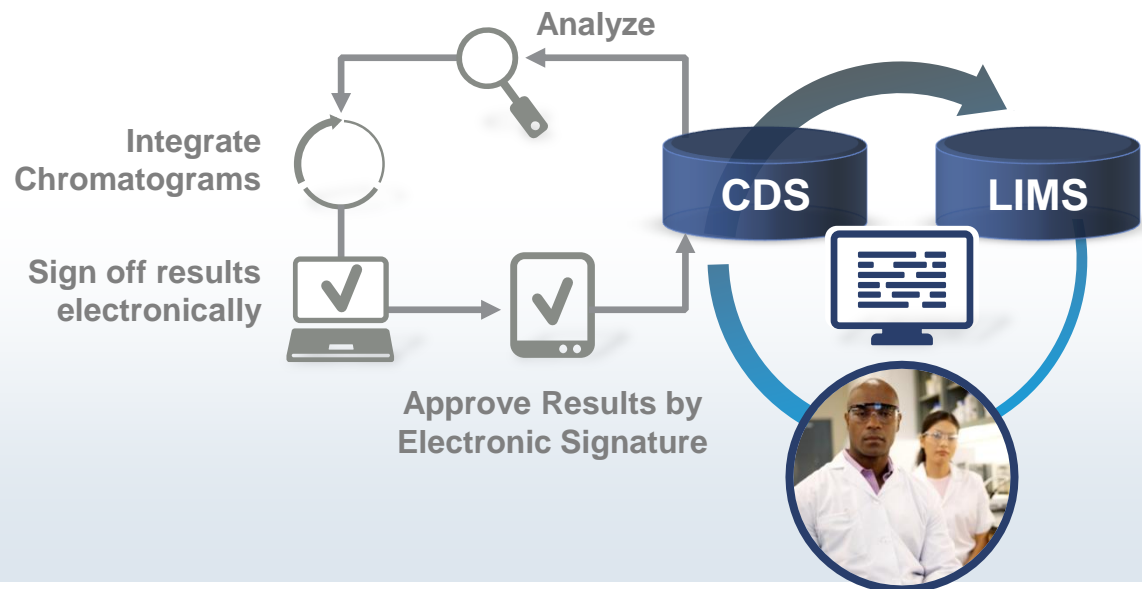 Analyze
Integrate
Chromatograms
CDS
LIMS
Sign off results
electronically
Approve Results by
Electronic Signature